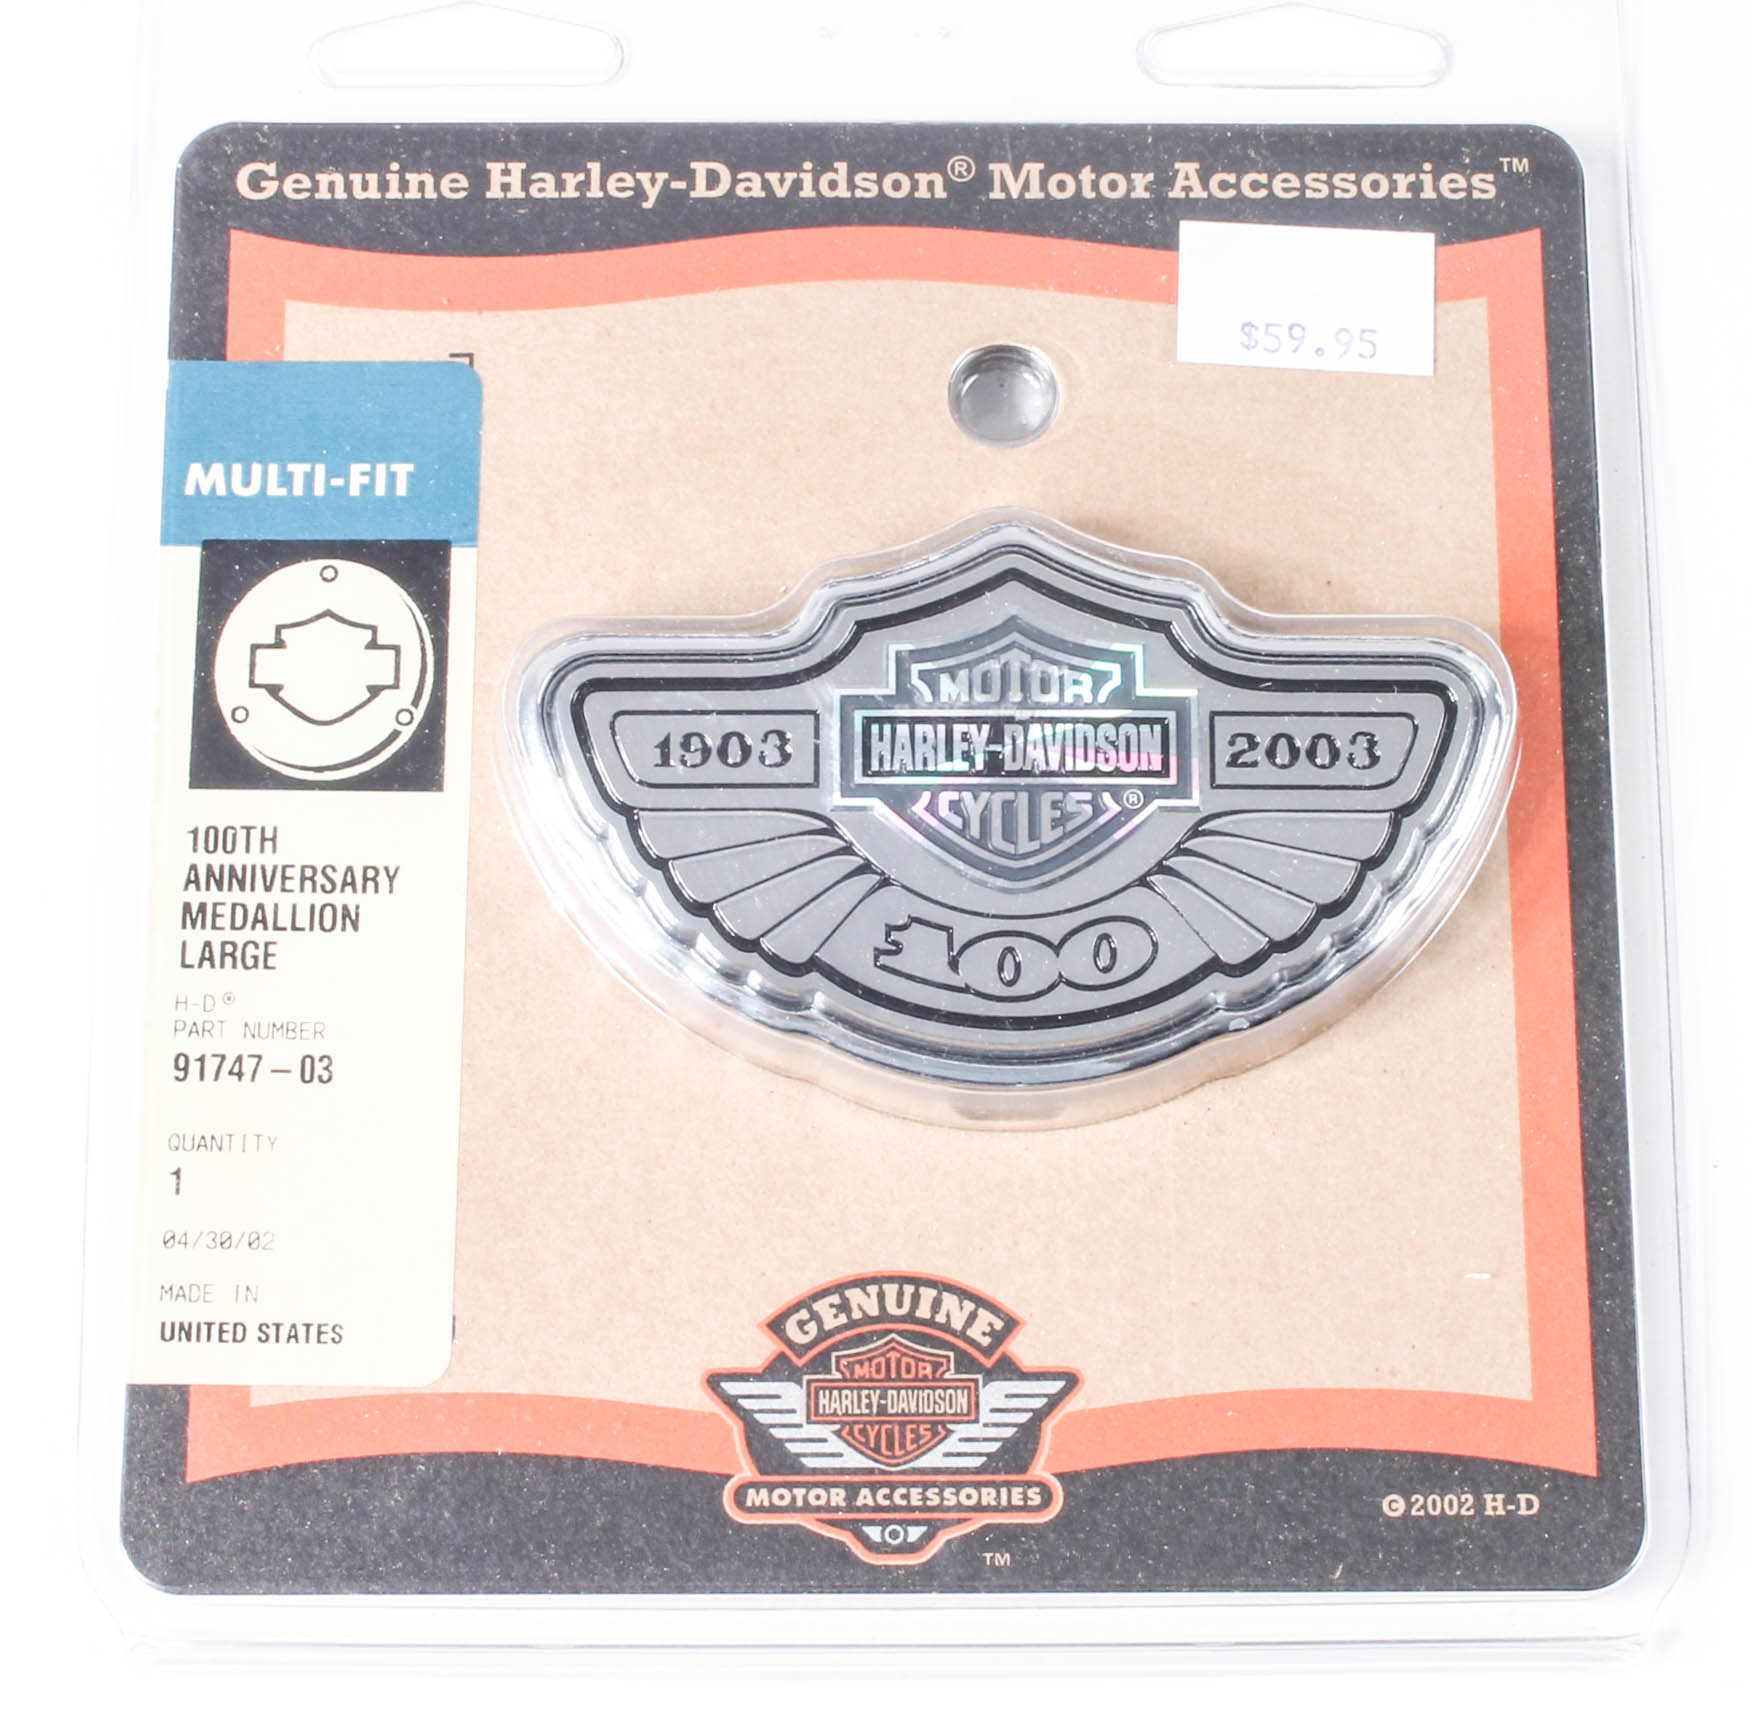 Genuine Harley-Davidson® Motor Accessories™
$59.95
MULTI-FIT
100TH
ANNIVERSARY
MEDALLION
LARGE
H-D®
PART NUMBER
91747-03
QUANTITY
1
04/30/02
MADE IN
UNITED STATES
MOTOR
1903 HARLEY-DAVIDSON 2003
CYCLES ®
100
GENUINE
MOTOR
HARLEY-DAVIDSON
CYCLES
MOTOR ACCESSORIES
TM
©2002 H-D